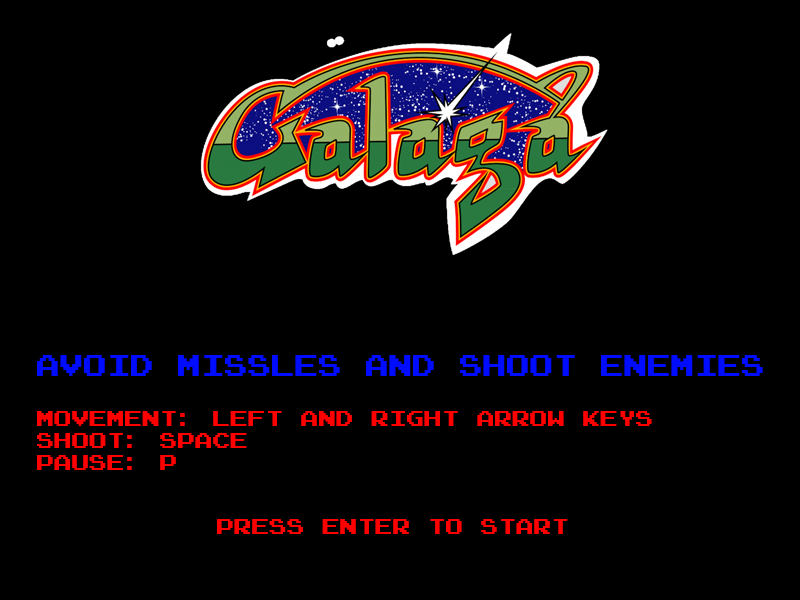 Galaga
AVOID MISSLES AND SHOOT ENEMIES
MOVEMENT: LEFT AND RIGHT ARROW KEYS
SHOOT: SPACE
PAUSE: P
PRESS ENTER TO START